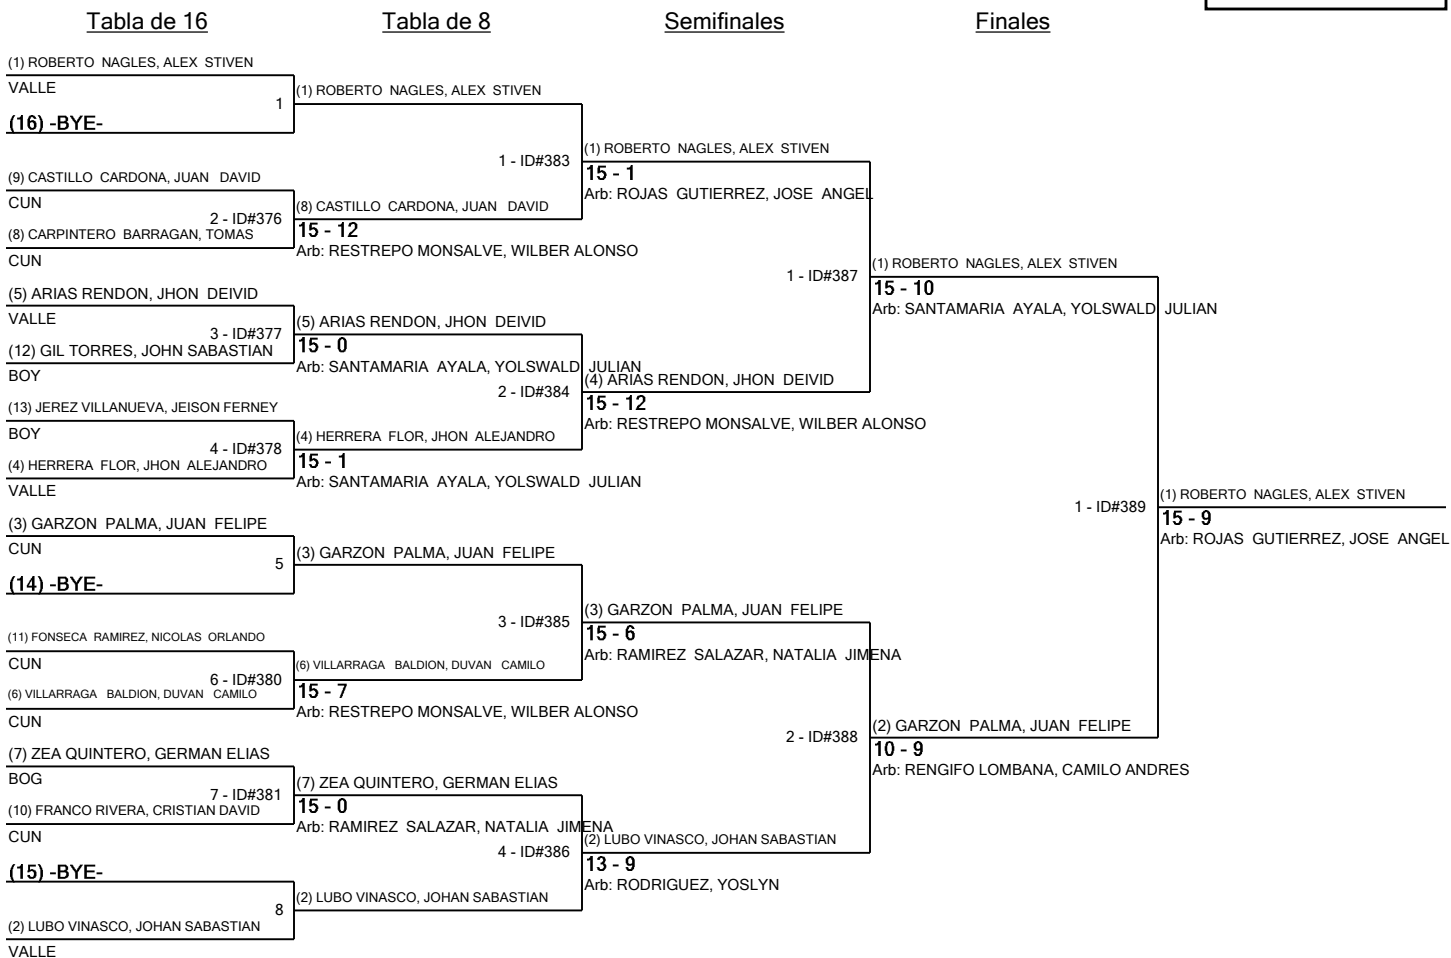 Tabla de 16
Tabla de 8
Semifinales
Finales
(1) ROBERTO NAGLES, ALEX STIVEN
VALLE
1
(16) -BYE-
(9) CASTILLO CARDONA, JUAN DAVID
CUN
2 - ID#376
(8) CARPINTERO BARRAGAN, TOMAS
CUN
(5) ARIAS RENDON, JHON DEIVID
VALLE
3 - ID#377
(12) GIL TORRES, JOHN SABASTIAN
BOY
(13) JEREZ VILLANUEVA, JEISON FERNEY
BOY
4 - ID#378
(4) HERRERA FLOR, JHON ALEJANDRO
VALLE
(3) GARZON PALMA, JUAN FELIPE
CUN
5
(14) -BYE-
(11) FONSECA RAMIREZ, NICOLAS ORLANDO
CUN
6 - ID#380
(6) VILLARRAGA BALDION, DUVAN CAMILO
CUN
(7) ZEA QUINTERO, GERMAN ELIAS
BOG
7 - ID#381
(10) FRANCO RIVERA, CRISTIAN DAVID
CUN
(15) -BYE-
8
(2) LUBO VINASCO, JOHAN SABASTIAN
VALLE
(1) ROBERTO NAGLES, ALEX STIVEN
1 - ID#383
(8) CASTILLO CARDONA, JUAN DAVID
15 - 12
Arb: RESTREPO MONSALVE, WILBER ALONSO
(5) ARIAS RENDON, JHON DEIVID
15 - 0
Arb: SANTAMARIA AYALA, YOLSWALD JULIAN
2 - ID#384
(4) HERRERA FLOR, JHON ALEJANDRO
15 - 1
Arb: SANTAMARIA AYALA, YOLSWALD JULIAN
(3) GARZON PALMA, JUAN FELIPE
3 - ID#385
(6) VILLARRAGA BALDION, DUVAN CAMILO
15 - 7
Arb: RESTREPO MONSALVE, WILBER ALONSO
(7) ZEA QUINTERO, GERMAN ELIAS
15 - 0
Arb: RAMIREZ SALAZAR, NATALIA JIMENA
4 - ID#386
(2) LUBO VINASCO, JOHAN SABASTIAN
(1) ROBERTO NAGLES, ALEX STIVEN
15 - 1
Arb: ROJAS GUTIERREZ, JOSE ANGEL
1 - ID#387
(4) ARIAS RENDON, JHON DEIVID
15 - 12
Arb: RESTREPO MONSALVE, WILBER ALONSO
(3) GARZON PALMA, JUAN FELIPE
15 - 6
Arb: RAMIREZ SALAZAR, NATALIA JIMENA
2 - ID#388
(2) LUBO VINASCO, JOHAN SABASTIAN
13 - 9
Arb: RODRIGUEZ, YOSLYN
(1) ROBERTO NAGLES, ALEX STIVEN
15 - 10
Arb: SANTAMARIA AYALA, YOLSWALD JULIAN
1 - ID#389
(2) GARZON PALMA, JUAN FELIPE
10 - 9
Arb: RENGIFO LOMBANA, CAMILO ANDRES
(1) ROBERTO NAGLES, ALEX STIVEN
15 - 9
Arb: ROJAS GUTIERREZ, JOSE ANGEL